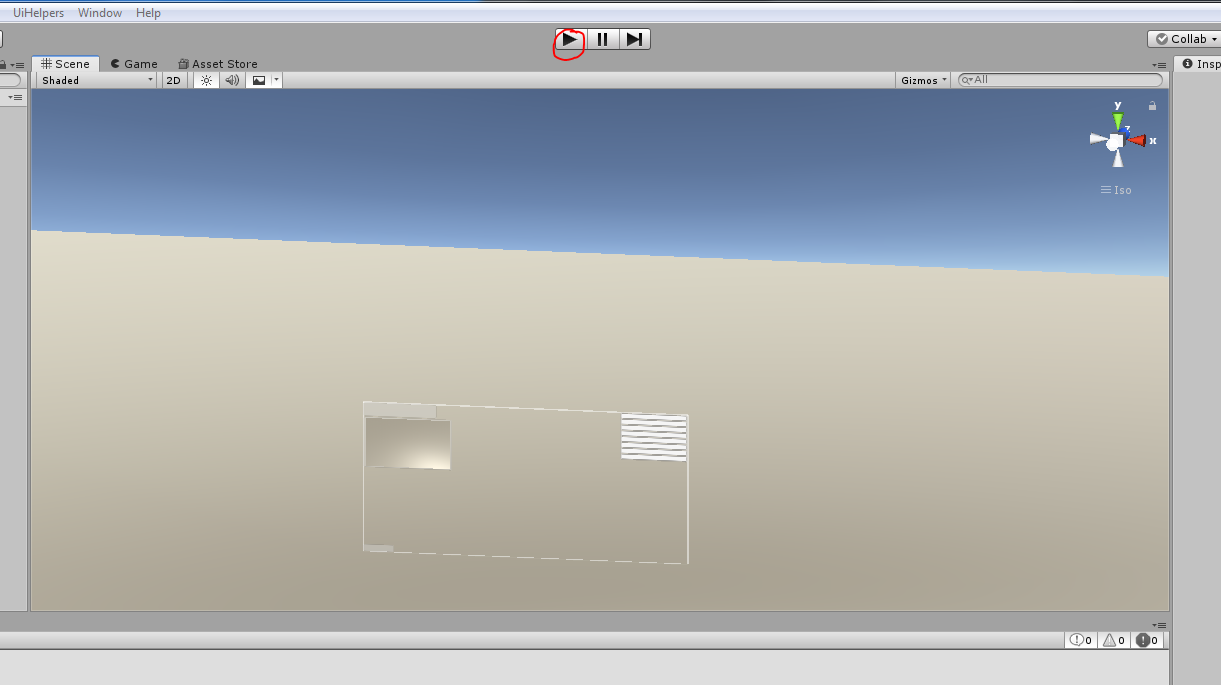 UiHelpers Window Help
Collab
Scene Game Asset Store
Insp
Shaded 2D Gizmos All
y
z
x
Iso
0 0 0